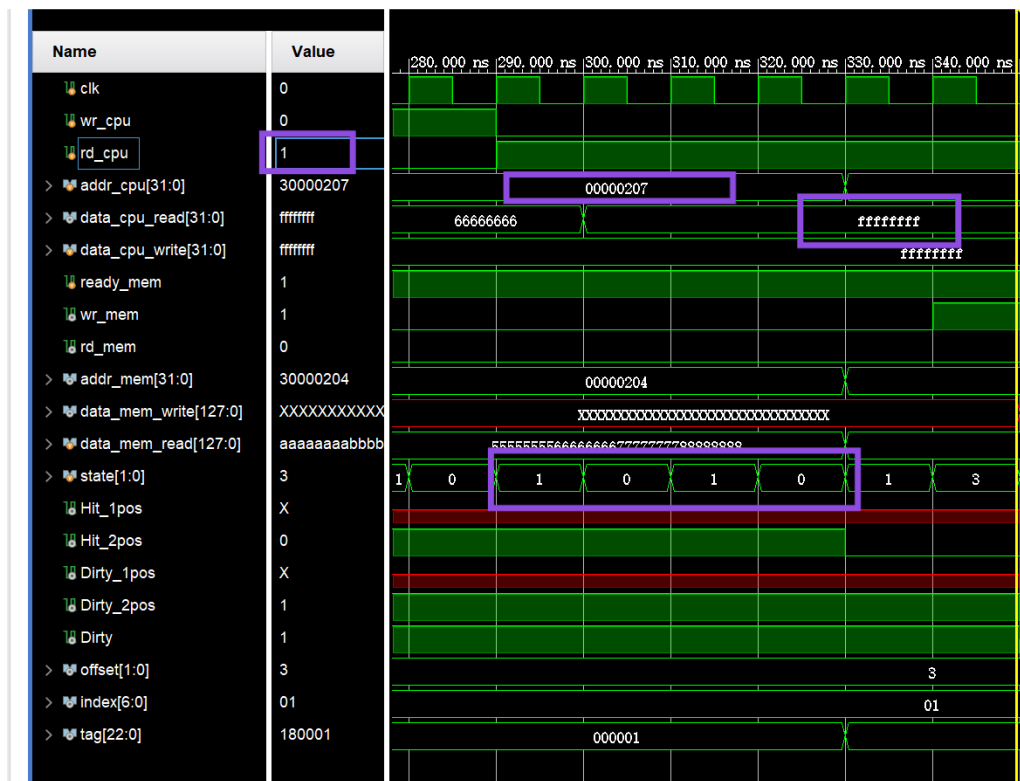 Name Value
280.000 ns 290.000 ns 300.000 ns 310.000 ns 320.000 ns 330.000 ns 340.000 ns
clk 0
wr_cpu 0
rd_cpu 1
addr_cpu[31:0] 30000207 00000207
data_cpu_read[31:0] ffffffff 66666666 ffffffff
data_cpu_write[31:0] ffffffff ffffffff
ready_mem 1
wr_mem 1
rd_mem 0
addr_mem[31:0] 30000204 00000204
data_mem_write[127:0] XXXXXXXXXXX XXXXXXXXXXXXXXXXXXXXXXXXXXXXXXXX
data_mem_read[127:0] aaaaaaaabbbb 55555555666666667777777788888888
state[1:0] 3 1 0 1 0 1 0 1 3
Hit_1pos X
Hit_2pos 0
Dirty_1pos X
Dirty_2pos 1
Dirty 1
offset[1:0] 3 3
index[6:0] 01 01
tag[22:0] 180001 000001